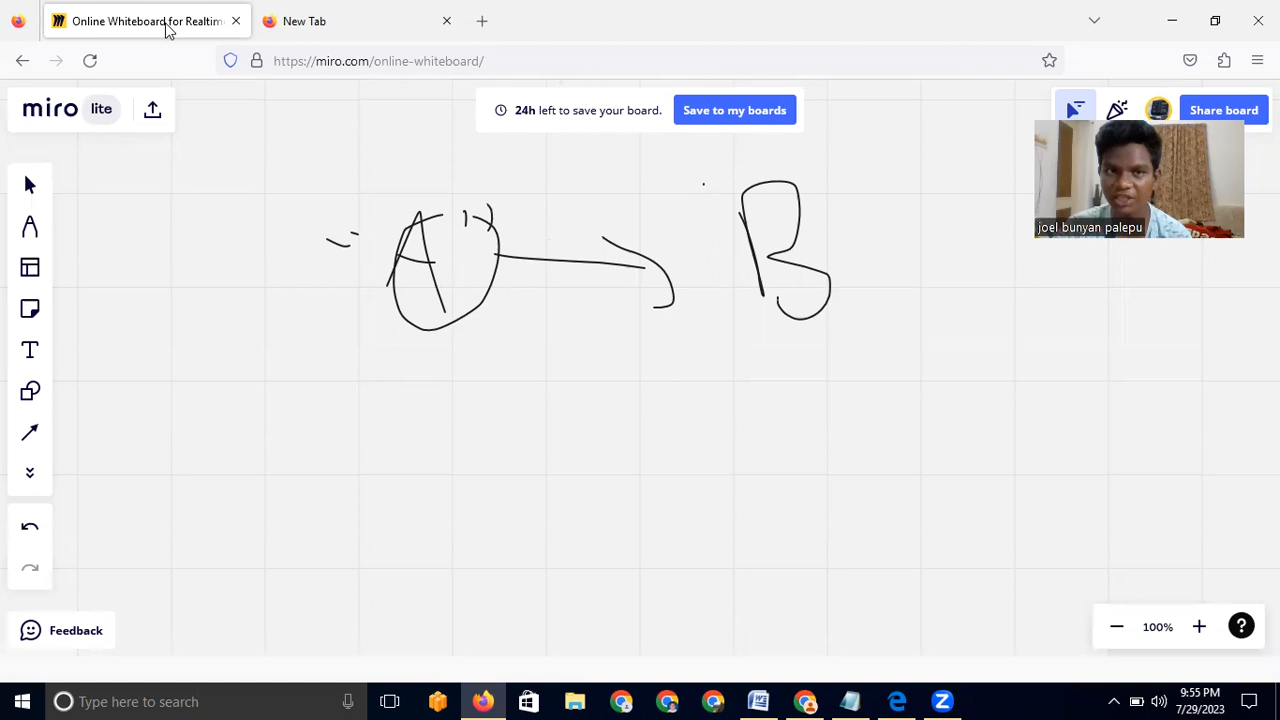 Online Whiteboard for Realtim
New Tab
https://miro.com/online-whiteboard/
miro lite
24h left to save your board.
Save to my boards
Share board
joel bunyan palepu
A
B
T
Feedback
100%
?
Type here to search
9:55 PM
7/29/2023